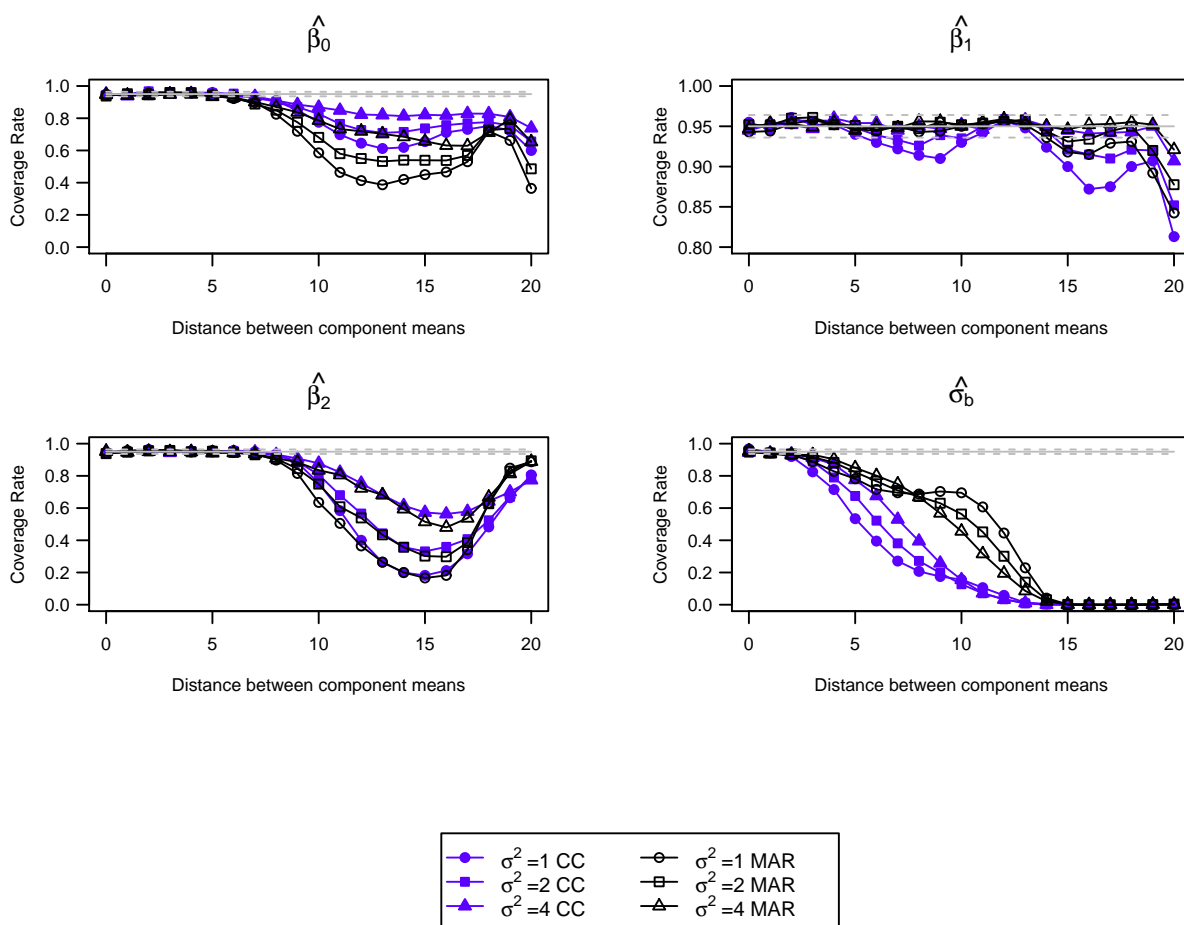 β̂0
β̂1
Coverage Rate
1.0
0.8
0.6
0.4
0.2
0.0
0 5 10 15 20
Distance between component means
Coverage Rate
1.00
0.95
0.90
0.85
0.80
0 5 10 15 20
Distance between component means
β̂2
σ̂b
Coverage Rate
1.0
0.8
0.6
0.4
0.2
0.0
0 5 10 15 20
Distance between component means
Coverage Rate
1.0
0.8
0.6
0.4
0.2
0.0
0 5 10 15 20
Distance between component means
σ² =1 CC
σ² =2 CC
σ² =4 CC
σ² =1 MAR
σ² =2 MAR
σ² =4 MAR